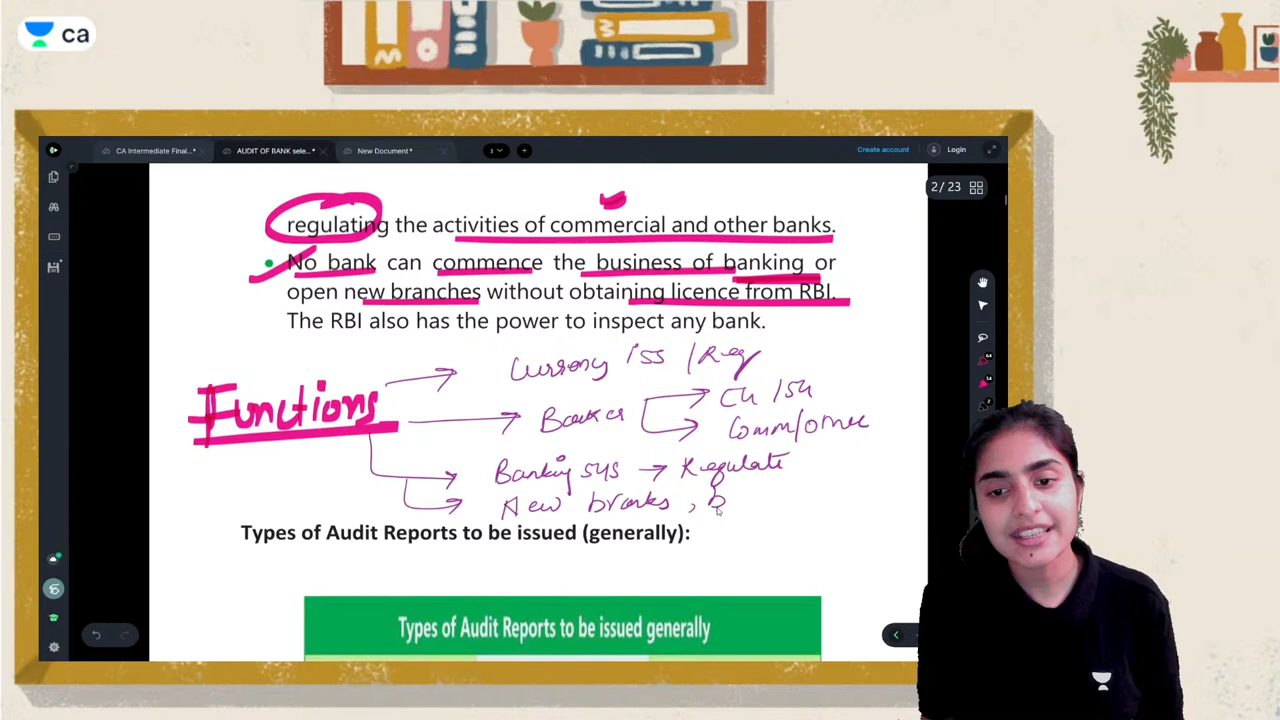 ca
CA Intermediate Final...*
AUDIT OF BANK sele...*
New Document*
3
Create account
Login
2 / 23
regulating the activities of commercial and other banks.
No bank can commence the business of banking or
open new branches without obtaining licence from RBI.
The RBI also has the power to inspect any bank.
Functions
Currency iss / Reg
Banker
CG / SG
Comm/other
Banking sys → Regulate
New branks, B
Types of Audit Reports to be issued (generally):
Types of Audit Reports to be issued generally